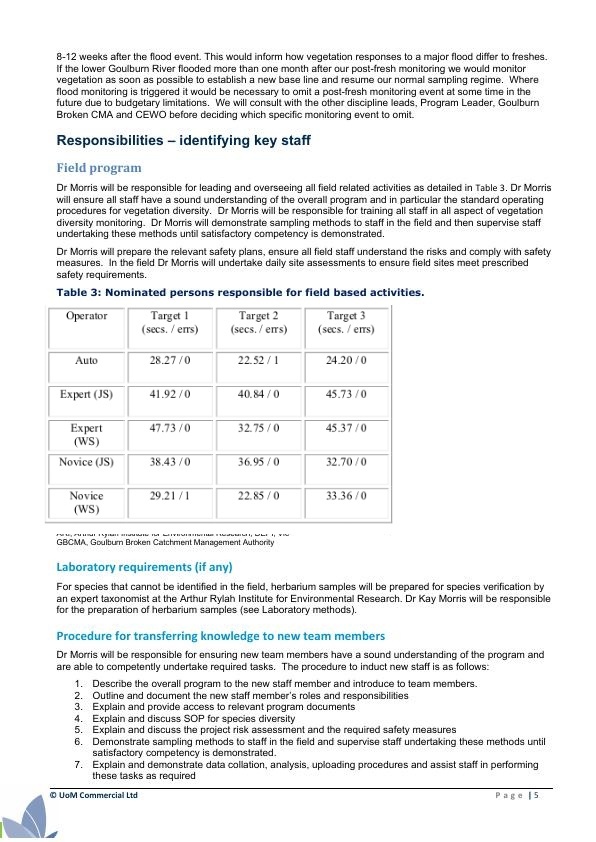 8-12 weeks after the flood event. This would inform how vegetation responses to a major flood differ to freshes.
If the lower Goulburn River flooded more than one month after our post-fresh monitoring we would monitor
vegetation as soon as possible to establish a new base line and resume our normal sampling regime. Where
flood monitoring is triggered it would be necessary to omit a post-fresh monitoring event at some time in the
future due to budgetary limitations. We will consult with the other discipline leads, Program Leader, Goulburn
Broken CMA and CEWO before deciding which specific monitoring event to omit.
Responsibilities – identifying key staff
Field program
Dr Morris will be responsible for leading and overseeing all field related activities as detailed in Table 3. Dr Morris
will ensure all staff have a sound understanding of the overall program and in particular the standard operating
procedures for vegetation diversity. Dr Morris will be responsible for training all staff in all aspect of vegetation
diversity monitoring. Dr Morris will demonstrate sampling methods to staff in the field and then supervise staff
undertaking these methods until satisfactory competency is demonstrated.
Dr Morris will prepare the relevant safety plans, ensure all field staff understand the risks and comply with safety
measures. In the field Dr Morris will undertake daily site assessments to ensure field sites meet prescribed
safety requirements.
Table 3: Nominated persons responsible for field based activities.
Operator Target 1 Target 2 Target 3
(secs. / errs) (secs. / errs) (secs. / errs)
Auto 28.27 / 0 22.52 / 1 24.20 / 0
Expert (JS) 41.92 / 0 40.84 / 0 45.73 / 0
Expert 47.73 / 0 32.75 / 0 45.37 / 0
(WS)
Novice (JS) 38.43 / 0 36.95 / 0 32.70 / 0
Novice 29.21 / 1 22.85 / 0 33.36 / 0
(WS)
GBCMA, Goulburn Broken Catchment Management Authority
Laboratory requirements (if any)
For species that cannot be identified in the field, herbarium samples will be prepared for species verification by
an expert taxonomist at the Arthur Rylah Institute for Environmental Research. Dr Kay Morris will be responsible
for the preparation of herbarium samples (see Laboratory methods).
Procedure for transferring knowledge to new team members
Dr Morris will be responsible for ensuring new team members have a sound understanding of the program and
are able to competently undertake required tasks. The procedure to induct new staff is as follows:
1. Describe the overall program to the new staff member and introduce to team members.
2. Outline and document the new staff member's roles and responsibilities
3. Explain and provide access to relevant program documents
4. Explain and discuss SOP for species diversity
5. Explain and discuss the project risk assessment and the required safety measures
6. Demonstrate sampling methods to staff in the field and supervise staff undertaking these methods until
satisfactory competency is demonstrated.
7. Explain and demonstrate data collation, analysis, uploading procedures and assist staff in performing
these tasks as required
© UoM Commercial Ltd Page | 5